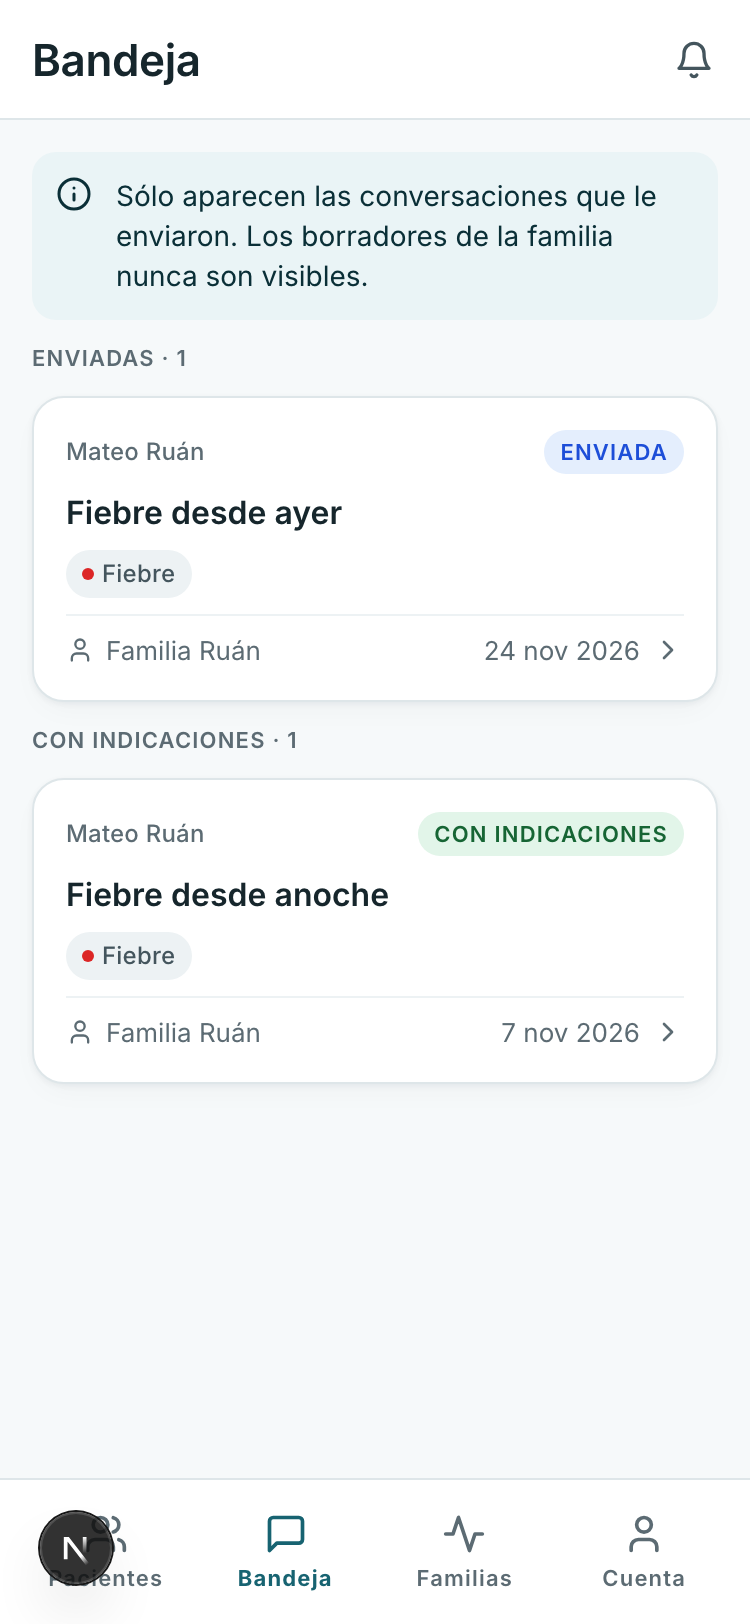 Bandeja
Sólo aparecen las conversaciones que le
enviaron. Los borradores de la familia
nunca son visibles.
ENVIADAS · 1
Mateo Ruán
ENVIADA
Fiebre desde ayer
Fiebre
Familia Ruán
24 nov 2026
CON INDICACIONES · 1
Mateo Ruán
CON INDICACIONES
Fiebre desde anoche
Fiebre
Familia Ruán
7 nov 2026
N
Pacientes
Bandeja
Familias
Cuenta